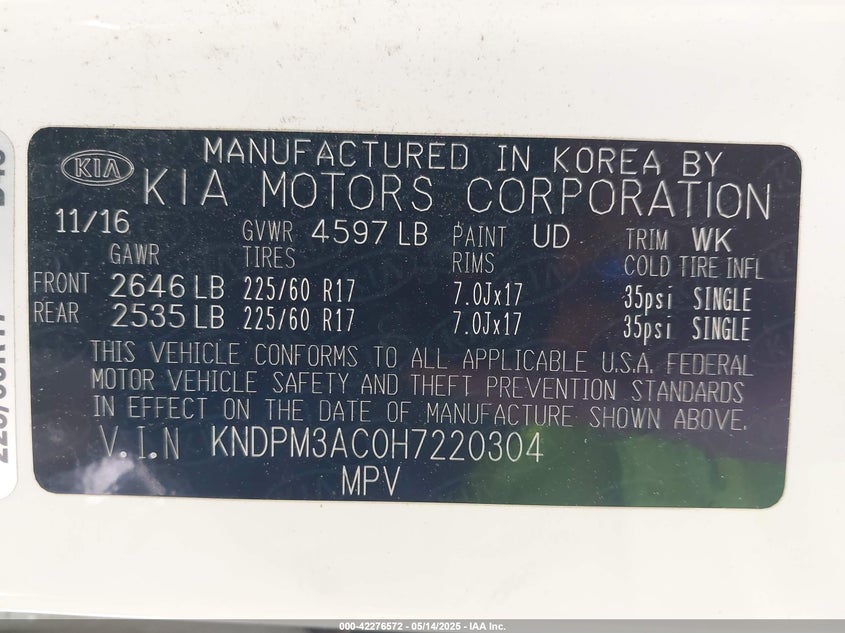 KIA
MANUFACTURED IN KOREA BY
KIA MOTORS CORPORATION
11/16 GVWR 4597 LB PAINT UD TRIM WK
GAWR TIRES RIMS COLD TIRE INFL
FRONT 2646 LB 225/60 R17 7.0Jx17 35psi SINGLE
REAR 2535 LB 225/60 R17 7.0Jx17 35psi SINGLE
THIS VEHICLE CONFORMS TO ALL APPLICABLE U.S.A. FEDERAL
MOTOR VEHICLE SAFETY AND THEFT PREVENTION STANDARDS
IN EFFECT ON THE DATE OF MANUFACTURE SHOWN ABOVE.
V.I.N KNDPM3AC0H7220304
MPV
000-42276572 — 05/14/2025 — IAA Inc.